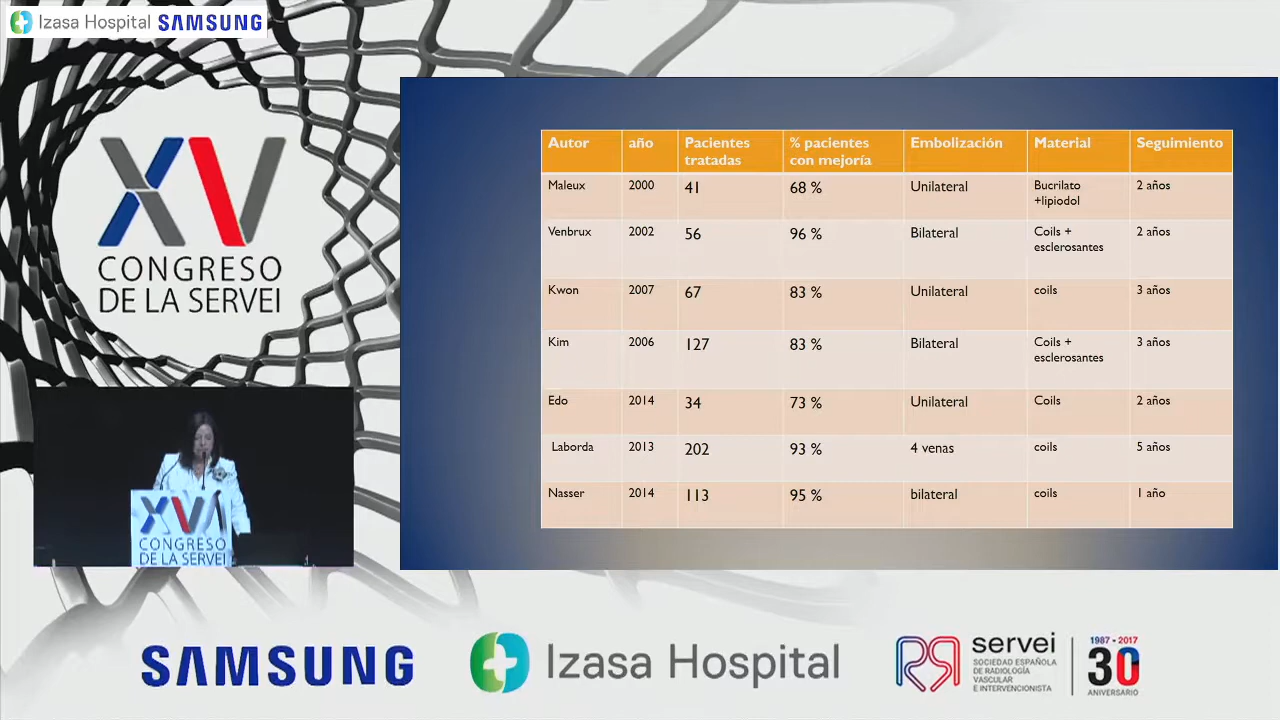 Izasa Hospital SAMSUNG
XV
CONGRESO
DE LA SERVEI
Autor año Pacientes tratadas % pacientes con mejoría Embolización Material Seguimiento
Maleux 2000 41 68 % Unilateral Bucrilato +lipiodol 2 años
Venbrux 2002 56 96 % Bilateral Coils + esclerosantes 2 años
Kwon 2007 67 83 % Unilateral coils 3 años
Kim 2006 127 83 % Bilateral Coils + esclerosantes 3 años
Edo 2014 34 73 % Unilateral Coils 2 años
Laborda 2013 202 93 % 4 venas coils 5 años
Nasser 2014 113 95 % bilateral coils 1 año
XV
CONGRESO
DE LA SERVEI
SAMSUNG
Izasa Hospital
servei
SOCIEDAD ESPAÑOLA
DE RADIOLOGÍA
VASCULAR
E INTERVENCIONISTA
1987 • 2017
30
ANIVERSARIO